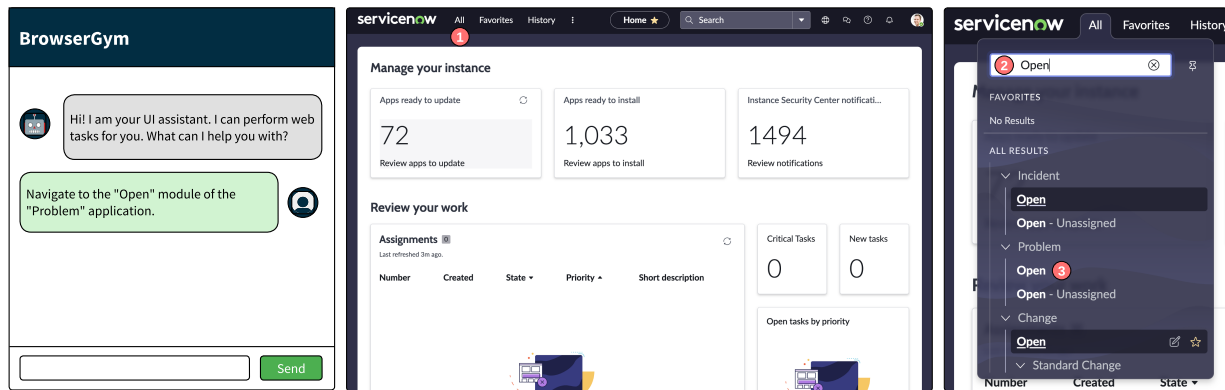 BrowserGym
Hi! I am your UI assistant. I can perform web
tasks for you. What can I help you with?
Navigate to the "Open" module of the
"Problem" application.
Send
servicenow All Favorites History Home Search
1
Manage your instance
Apps ready to update
72
Review apps to update
Apps ready to install
1,033
Review apps to install
Instance Security Center notificati...
1494
Review notifications
Review your work
Assignments 0
Last refreshed 3m ago.
Number Created State Priority Short description
Critical Tasks
0
New tasks
0
Open tasks by priority
servicenow All Favorites History
2 Open
FAVORITES
No Results
ALL RESULTS
Incident
Open
Open - Unassigned
Problem
Open 3
Open - Unassigned
Change
Open
Standard Change
Number Created State